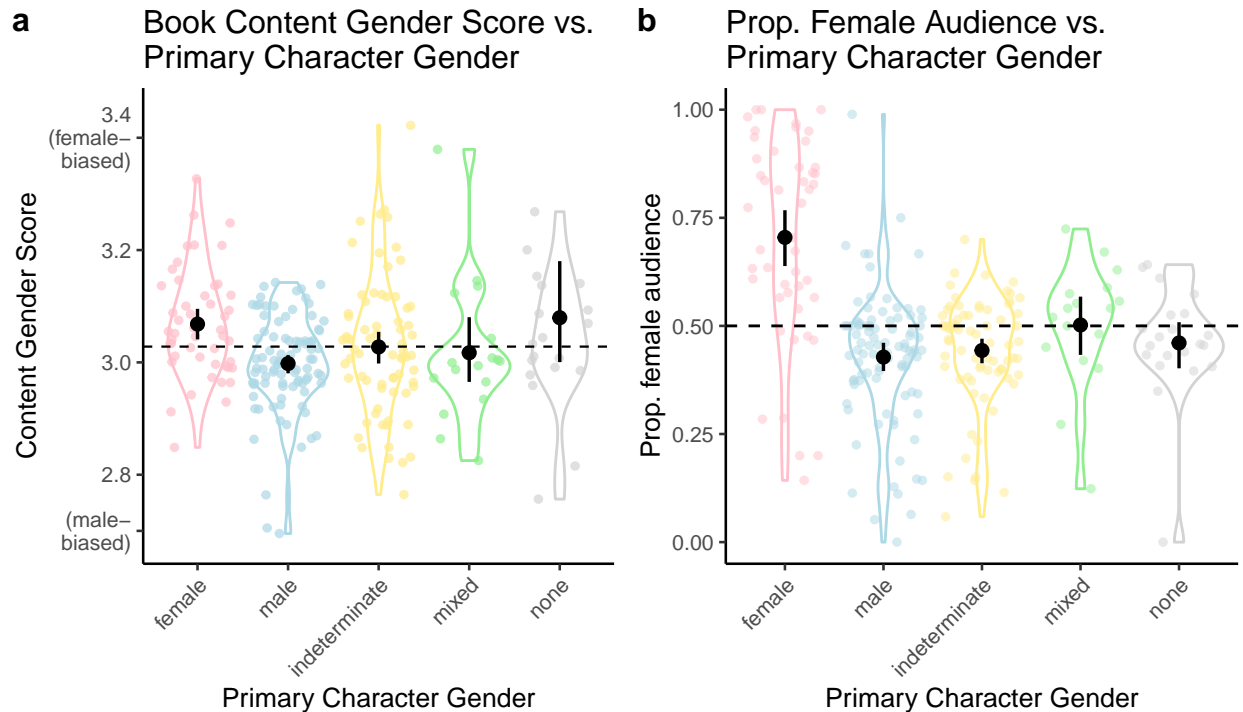 a
Book Content Gender Score vs.
Primary Character Gender
3.4
(female−
biased)
3.2
3.0
2.8
(male−
biased)
Content Gender Score
female
male
indeterminate
mixed
none
Primary Character Gender
b
Prop. Female Audience vs.
Primary Character Gender
1.00
0.75
0.50
0.25
0.00
Prop. female audience
female
male
indeterminate
mixed
none
Primary Character Gender